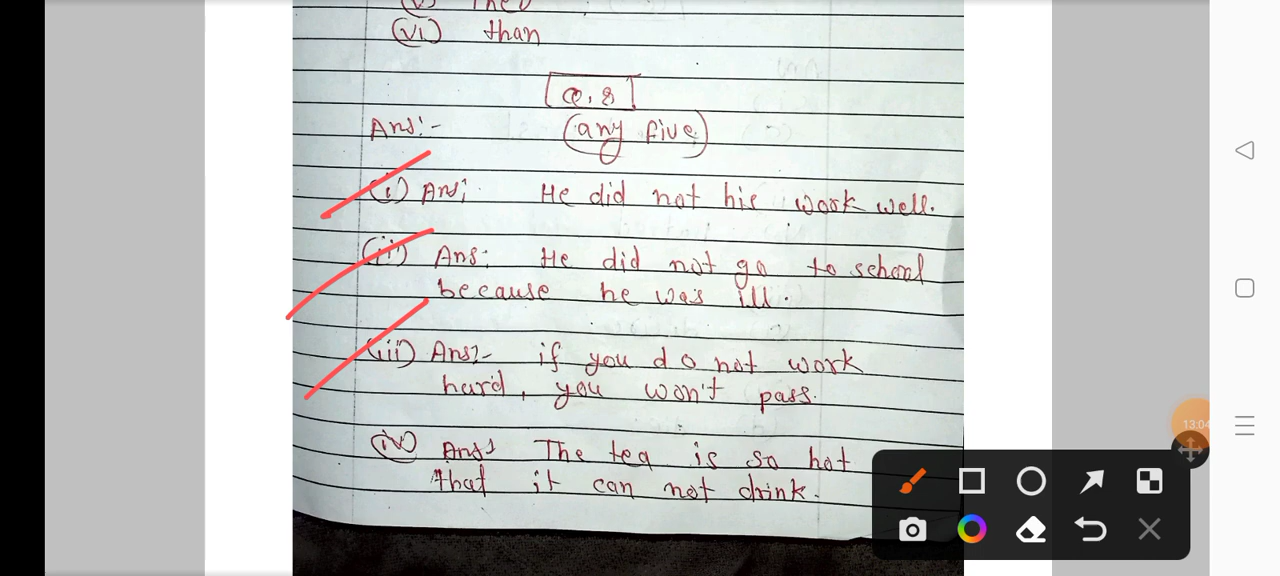 (vi) than
Q. 8
Ans:- (any five)
(i) Ans: He did not his work well.
(ii) Ans: He did not go to school
because he was ill.
(iii) Ans:- if you do not work
hard, you won't pass.
(iv) Ans: The tea is so hot
that it can not drink.
13:04